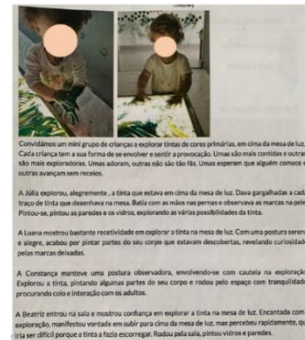 Convidámos um mini grupo de crianças a explorar tintas de cores primárias, em cima da mesa de luz.
Cada criança tem a sua forma de se envolver e sentir a provocação. Umas são mais contidas e outras
são mais exploradoras. Umas adoram, outras não são tão fãs. Umas esperam que alguém comece e
outras avançam sem receios.
A Júlia explorou, alegremente, a tinta que estava em cima da mesa de luz. Dava gargalhadas a cada
traço de tinta que desenhava na mesa. Batia com as mãos nas pernas e observava as marcas na pele.
Pintou-se, pintou as paredes e os vidros, explorando as várias possibilidades da tinta.
A Luana mostrou bastante recetividade em explorar a tinta na mesa de luz. Com uma postura serena
e alegre, acabou por pintar partes do seu corpo que estavam descobertas, revelando curiosidade
pelas marcas deixadas.
A Constança manteve uma postura observadora, envolvendo-se com cautela na exploração.
Explorou a tinta, pintando algumas partes do seu corpo e rodou pelo espaço com tranquilidade
procurando colo e interação com os adultos.
A Beatriz entrou na sala e mostrou confiança em explorar a tinta na mesa de luz. Encantada com
exploração, manifestou vontade em subir para cima da mesa de luz, mas percebeu rapidamente, que
iria ser difícil porque a tinta a fazia escorregar. Rodou pela sala, pintou vidros e paredes.